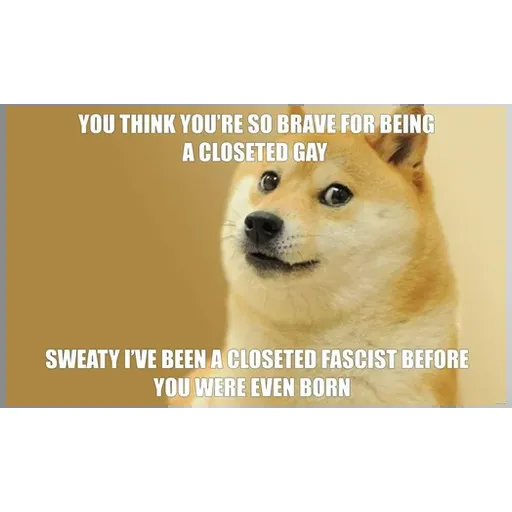 YOU THINK YOU'RE SO BRAVE FOR BEING
A CLOSETED GAY
SWEATY I'VE BEEN A CLOSETED FASCIST BEFORE
YOU WERE EVEN BORN